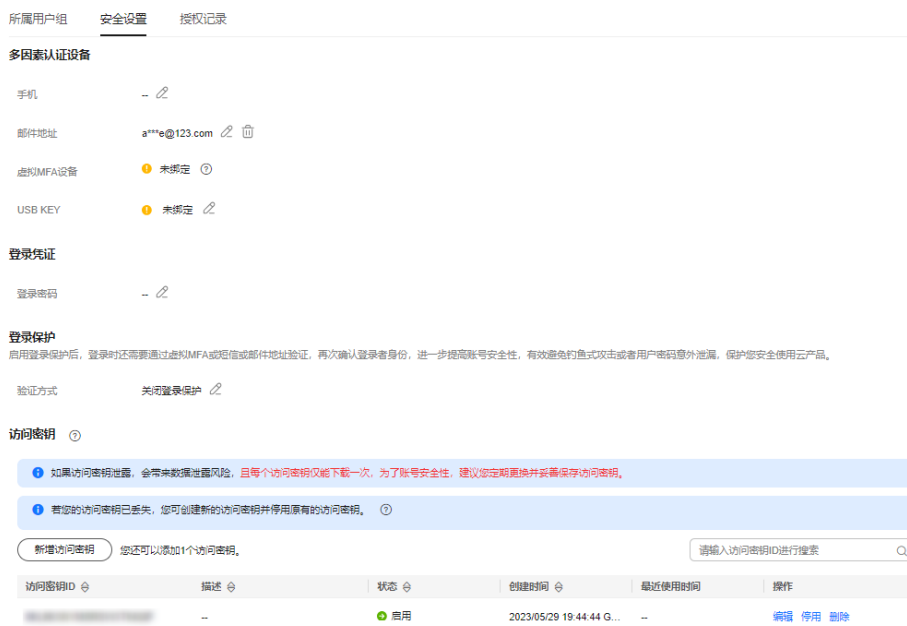 所属用户组 安全设置 授权记录
多因素认证设备
手机 --
邮件地址 a***e@123.com
虚拟MFA设备 未绑定
USB KEY 未绑定
登录凭证
登录密码 --
登录保护
启用登录保护后，登录时还需要通过虚拟MFA或短信或邮件地址验证，再次确认登录者身份，进一步提高账号安全性，有效避免钓鱼式攻击或者用户密码意外泄漏，保护您安全使用云产品。
验证方式 关闭登录保护
访问密钥
如果访问密钥泄露，会带来数据泄露风险，且每个访问密钥仅能下载一次，为了账号安全性，建议您定期更换并妥善保存访问密钥。
若您的访问密钥已丢失，您可创建新的访问密钥并停用原有的访问密钥。
新增访问密钥 您还可以添加1个访问密钥。 请输入访问密钥ID进行搜索
访问密钥ID 描述 状态 创建时间 最近使用时间 操作
-- 启用 2023/05/29 19:44:44 G... -- 编辑 停用 删除